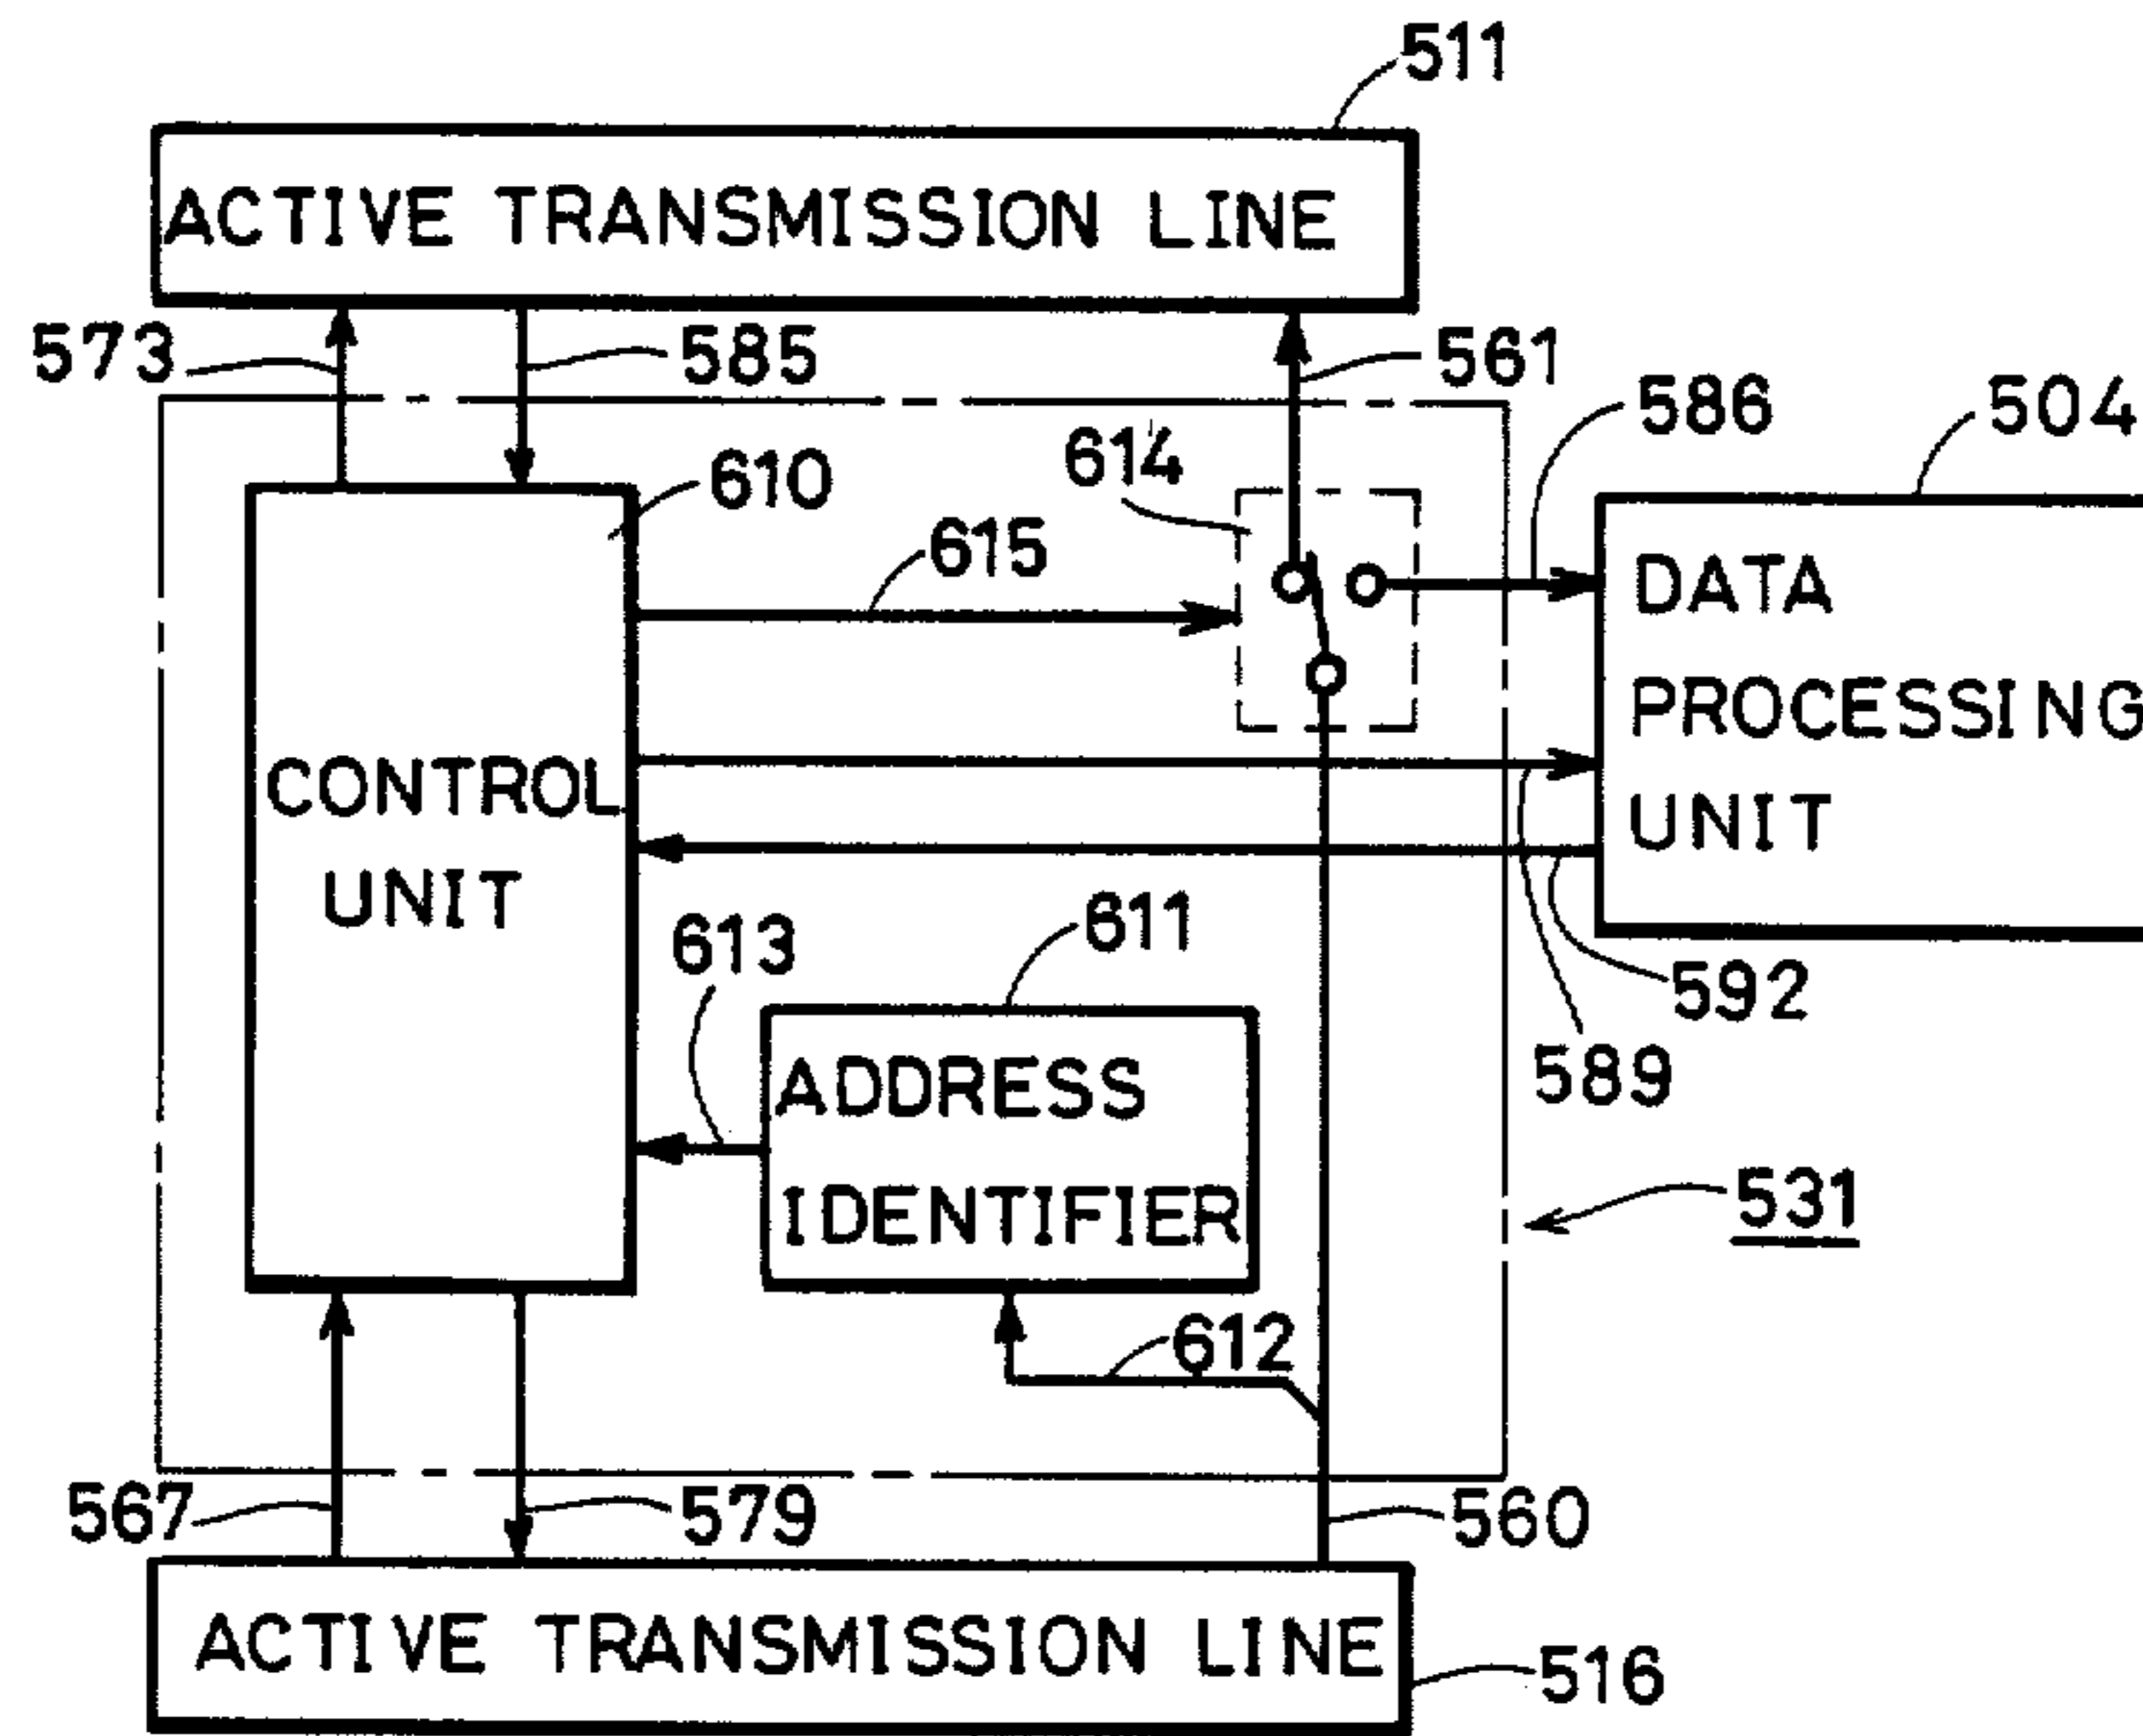 511
ACTIVE TRANSMISSION LINE
573
585
561
586
504
610
614
615
DATA
PROCESSING
UNIT
CONTROL
UNIT
613
611
592
589
ADDRESS
IDENTIFIER
531
612
567
579
560
ACTIVE TRANSMISSION LINE
516